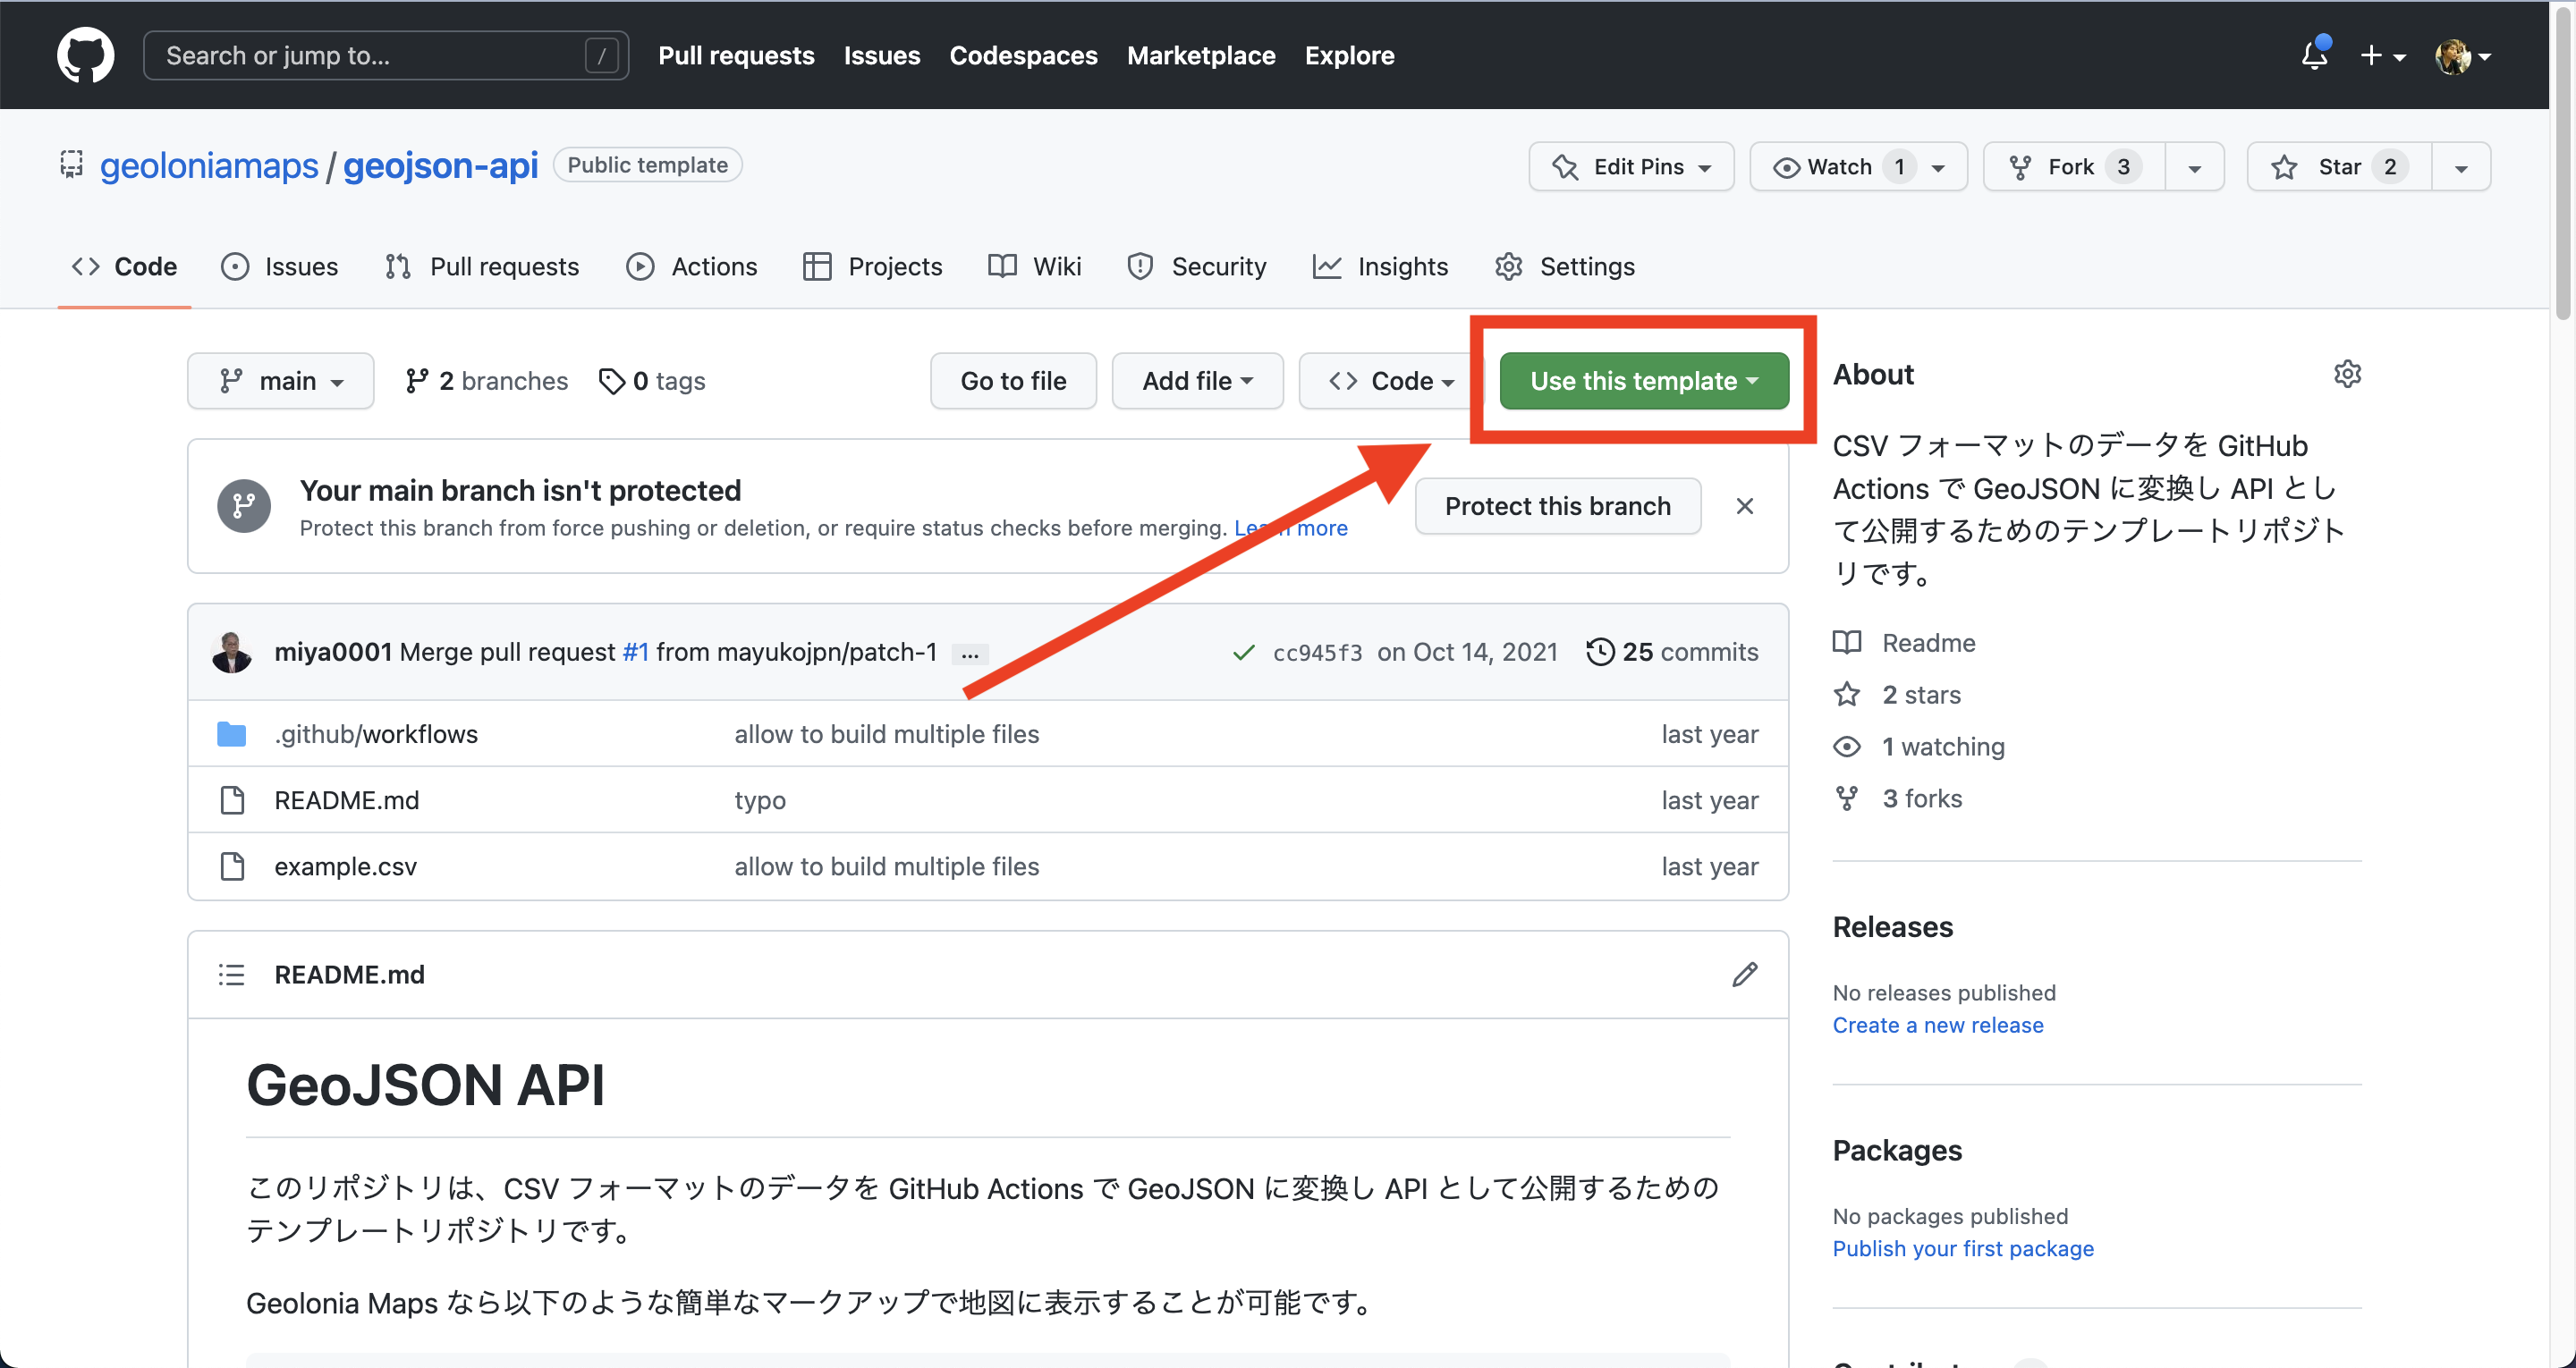 Search or jump to... / Pull requests Issues Codespaces Marketplace Explore
geoloniamaps / geojson-api Public template Edit Pins Watch 1 Fork 3 Star 2
Code Issues Pull requests Actions Projects Wiki Security Insights Settings
main 2 branches 0 tags Go to file Add file Code Use this template
Your main branch isn't protected
Protect this branch from force pushing or deletion, or require status checks before merging. Learn more
Protect this branch
miya0001 Merge pull request #1 from mayukojpn/patch-1 ... cc945f3 on Oct 14, 2021 25 commits
.github/workflows allow to build multiple files last year
README.md typo last year
example.csv allow to build multiple files last year
README.md
GeoJSON API
このリポジトリは、CSV フォーマットのデータを GitHub Actions で GeoJSON に変換し API として公開するための
テンプレートリポジトリです。
Geolonia Maps なら以下のような簡単なマークアップで地図に表示することが可能です。
About
CSV フォーマットのデータを GitHub
Actions で GeoJSON に変換し API とし
て公開するためのテンプレートリポジト
リです。
Readme
2 stars
1 watching
3 forks
Releases
No releases published
Create a new release
Packages
No packages published
Publish your first package